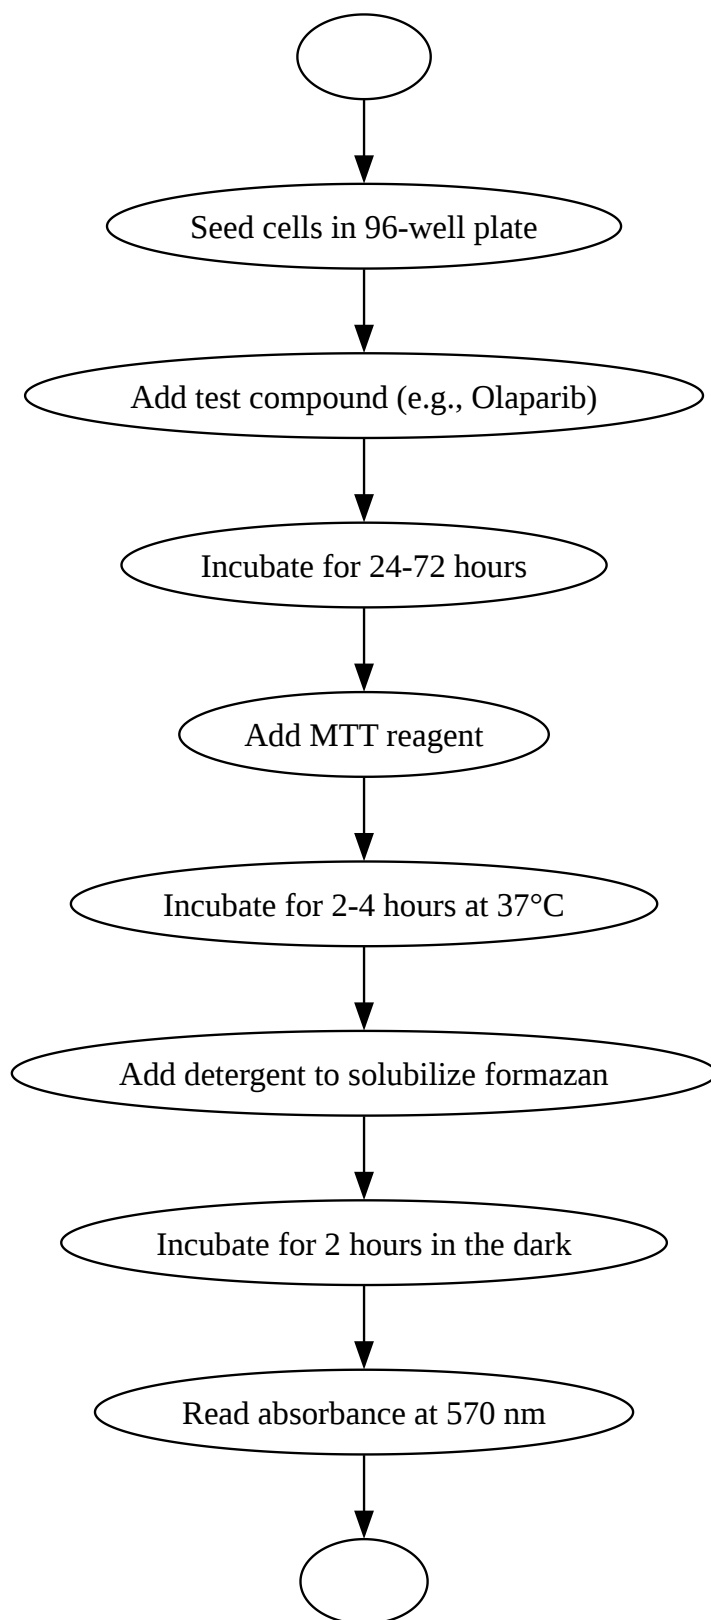 Seed cells in 96-well plate
Add test compound (e.g., Olaparib)
Incubate for 24-72 hours
Add MTT reagent
Incubate for 2-4 hours at 37°C
Add detergent to solubilize formazan
Incubate for 2 hours in the dark
Read absorbance at 570 nm